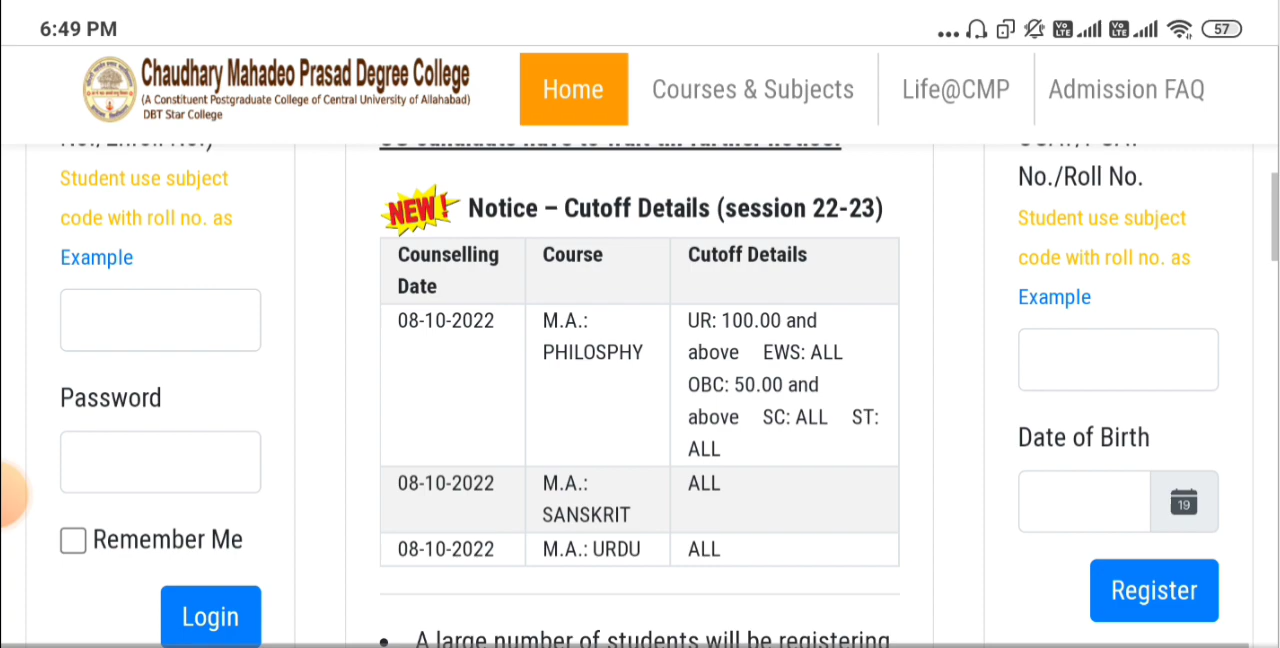 6:49 PM
57
Chaudhary Mahadeo Prasad Degree College
(A Constituent Postgraduate College of Central University of Allahabad)
DBT Star College
Home
Courses & Subjects
Life@CMP
Admission FAQ
Student use subject
code with roll no. as
Example
Password
Remember Me
Login
NEW! Notice – Cutoff Details (session 22-23)
Counselling Date
Course
Cutoff Details
08-10-2022
M.A.:
PHILOSPHY
UR: 100.00 and
above EWS: ALL
OBC: 50.00 and
above SC: ALL ST:
ALL
08-10-2022
M.A.:
SANSKRIT
ALL
08-10-2022
M.A.: URDU
ALL
A large number of students will be registering
No./Roll No.
Student use subject
code with roll no. as
Example
Date of Birth
19
Register